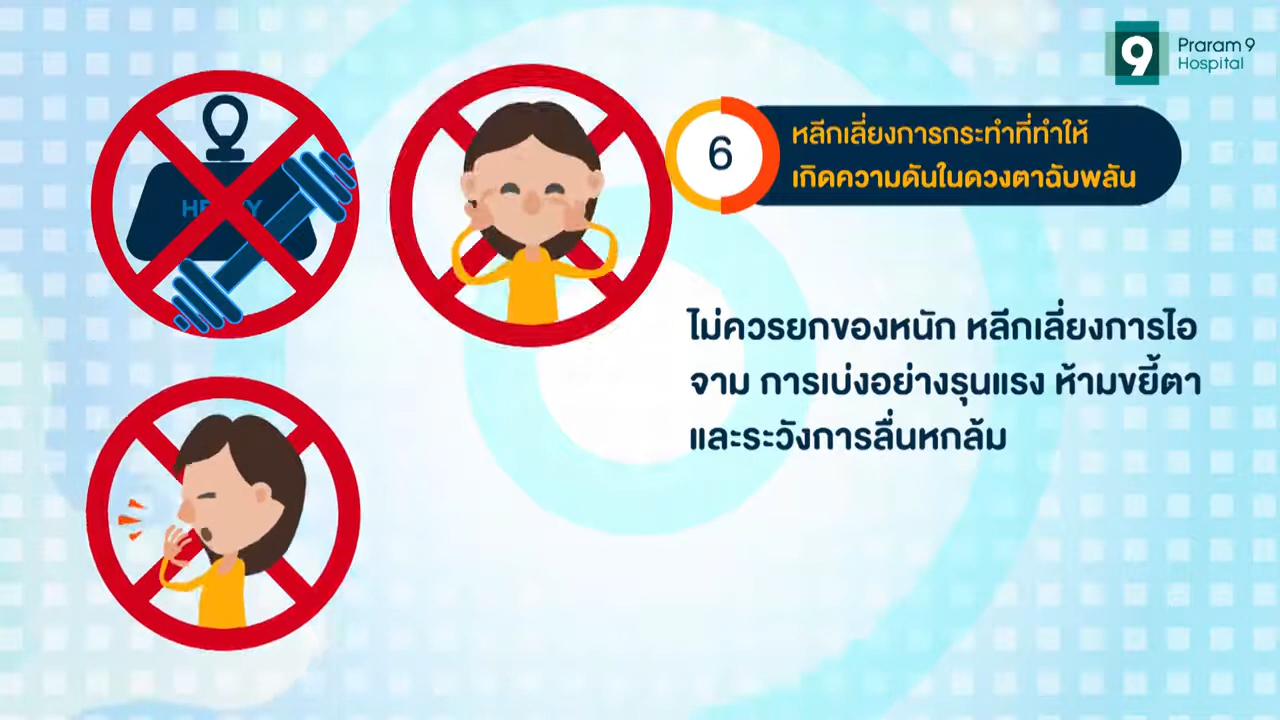 9 Praram 9
Hospital
6
หลีกเลี่ยงการกระทำที่ทำให้
เกิดความดันในดวงตาฉับพลัน
ไม่ควรยกของหนัก หลีกเลี่ยงการไอ
จาม การเบ่งอย่างรุนแรง ห้ามขยี้ตา
และระวังการลื่นหกล้ม